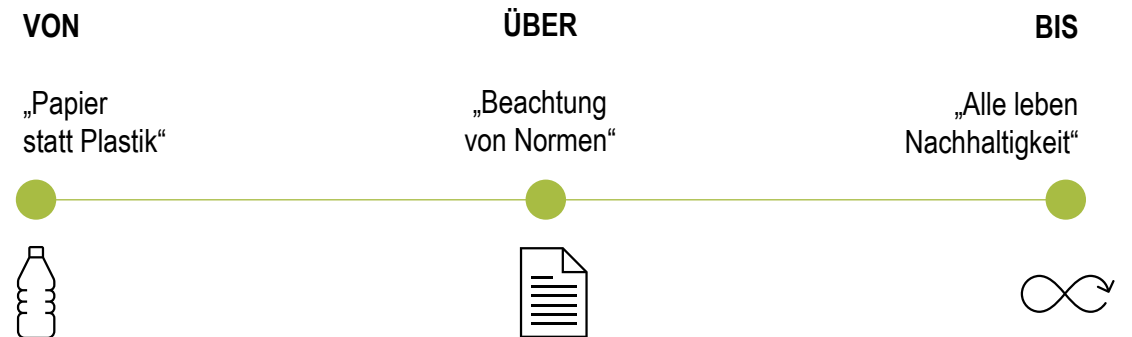 VON
ÜBER
BIS
„Papier
statt Plastik“
„Beachtung
von Normen“
„Alle leben
Nachhaltigkeit“